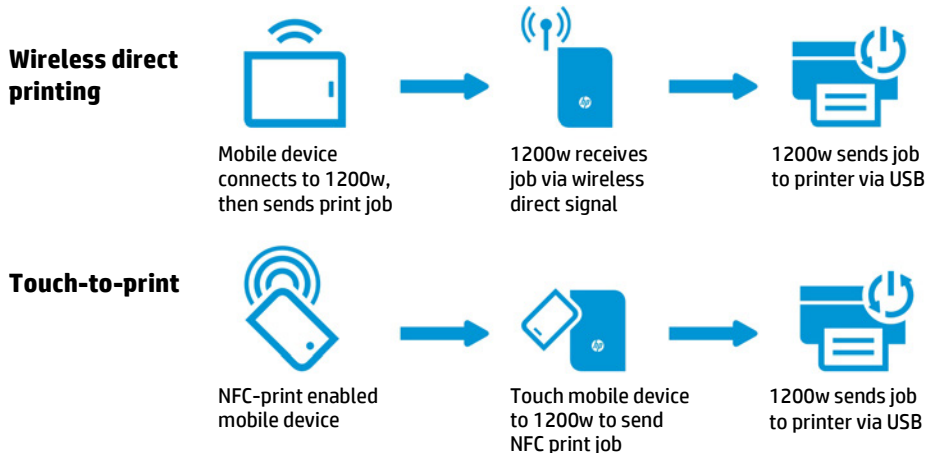 Wireless direct
printing
Mobile device
connects to 1200w,
then sends print job
1200w receives
job via wireless
direct signal
1200w sends job
to printer via USB
Touch-to-print
NFC-print enabled
mobile device
Touch mobile device
to 1200w to send
NFC print job
1200w sends job
to printer via USB